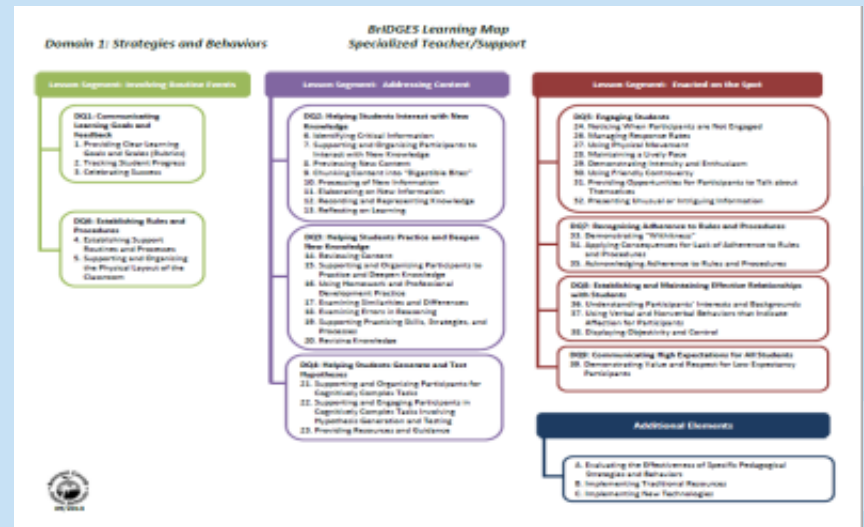 BrIDGES Learning Map
Domain 1: Strategies and Behaviors
Specialized Teacher/Support
Lesson Segment: Involving Routine Events
DQ1: Communicating
Learning Goals and
Feedback
1. Providing Clear Learning
Goals and Scales (Rubrics)
2. Tracking Student Progress
3. Celebrating Success
DQ6: Establishing Rules and
Procedures
4. Establishing Support
Routines and Processes
5. Supporting and Organizing
the Physical Layout of the
Classroom
Lesson Segment: Addressing Content
DQ2: Helping Students Interact with New
Knowledge
6. Identifying Critical Information
7. Supporting and Organizing Participants to
Interact with New Knowledge
8. Previewing New Content
9. Chunking Content into "Digestible Bites"
10. Processing of New Information
11. Elaborating on New Information
12. Recording and Representing Knowledge
13. Reflecting on Learning
DQ3: Helping Students Practice and Deepen
New Knowledge
14. Reviewing Content
15. Supporting and Organizing Participants to
Practice and Deepen Knowledge
16. Using Homework and Professional
Development Practice
17. Examining Similarities and Differences
18. Examining Errors in Reasoning
19. Supporting Practicing Skills, Strategies, and
Processes
20. Revising Knowledge
DQ4: Helping Students Generate and Test
Hypotheses
21. Supporting and Organizing Participants for
Cognitively Complex Tasks
22. Supporting and Engaging Participants in
Cognitively Complex Tasks Involving
Hypothesis Generation and Testing
23. Providing Resources and Guidance
Lesson Segment: Enacted on the Spot
DQ5: Engaging Students
24. Noticing When Participants are Not Engaged
26. Managing Response Rates
27. Using Physical Movement
28. Maintaining a Lively Pace
29. Demonstrating Intensity and Enthusiasm
30. Using Friendly Controversy
31. Providing Opportunities for Participants to Talk about
Themselves
32. Presenting Unusual or Intriguing Information
DQ7: Recognizing Adherence to Rules and Procedures
33. Demonstrating "Withitness"
34. Applying Consequences for Lack of Adherence to Rules
and Procedures
35. Acknowledging Adherence to Rules and Procedures
DQ8: Establishing and Maintaining Effective Relationships
with Students
36. Understanding Participants' Interests and Backgrounds
37. Using Verbal and Nonverbal Behaviors that Indicate
Affection for Participants
38. Displaying Objectivity and Control
DQ9: Communicating High Expectations for All Students
39. Demonstrating Value and Respect for Low Expectancy
Participants
Additional Elements
A. Evaluating the Effectiveness of Specific Pedagogical
Strategies and Behaviors
B. Implementing Traditional Resources
C. Implementing New Technologies